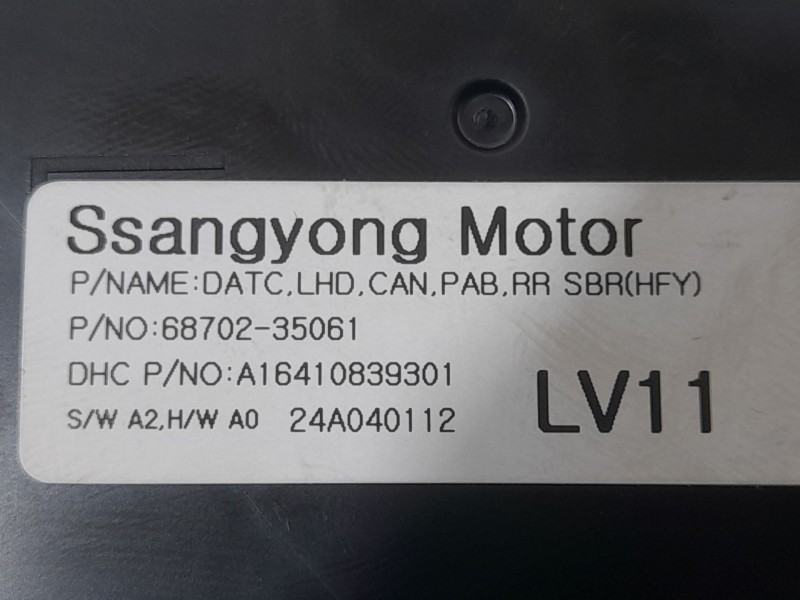 Ssangyong Motor
P/NAME:DATC,LHD,CAN,PAB,RR SBR(HFY)
P/NO:68702-35061
DHC P/NO:A16410839301
S/W A2,H/W A0 24A040112 LV11